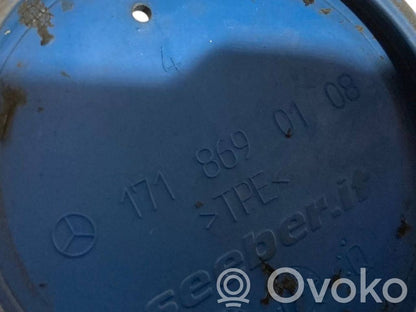 4
171 869 01 08
>TPE<
seeber.it
OVOKO